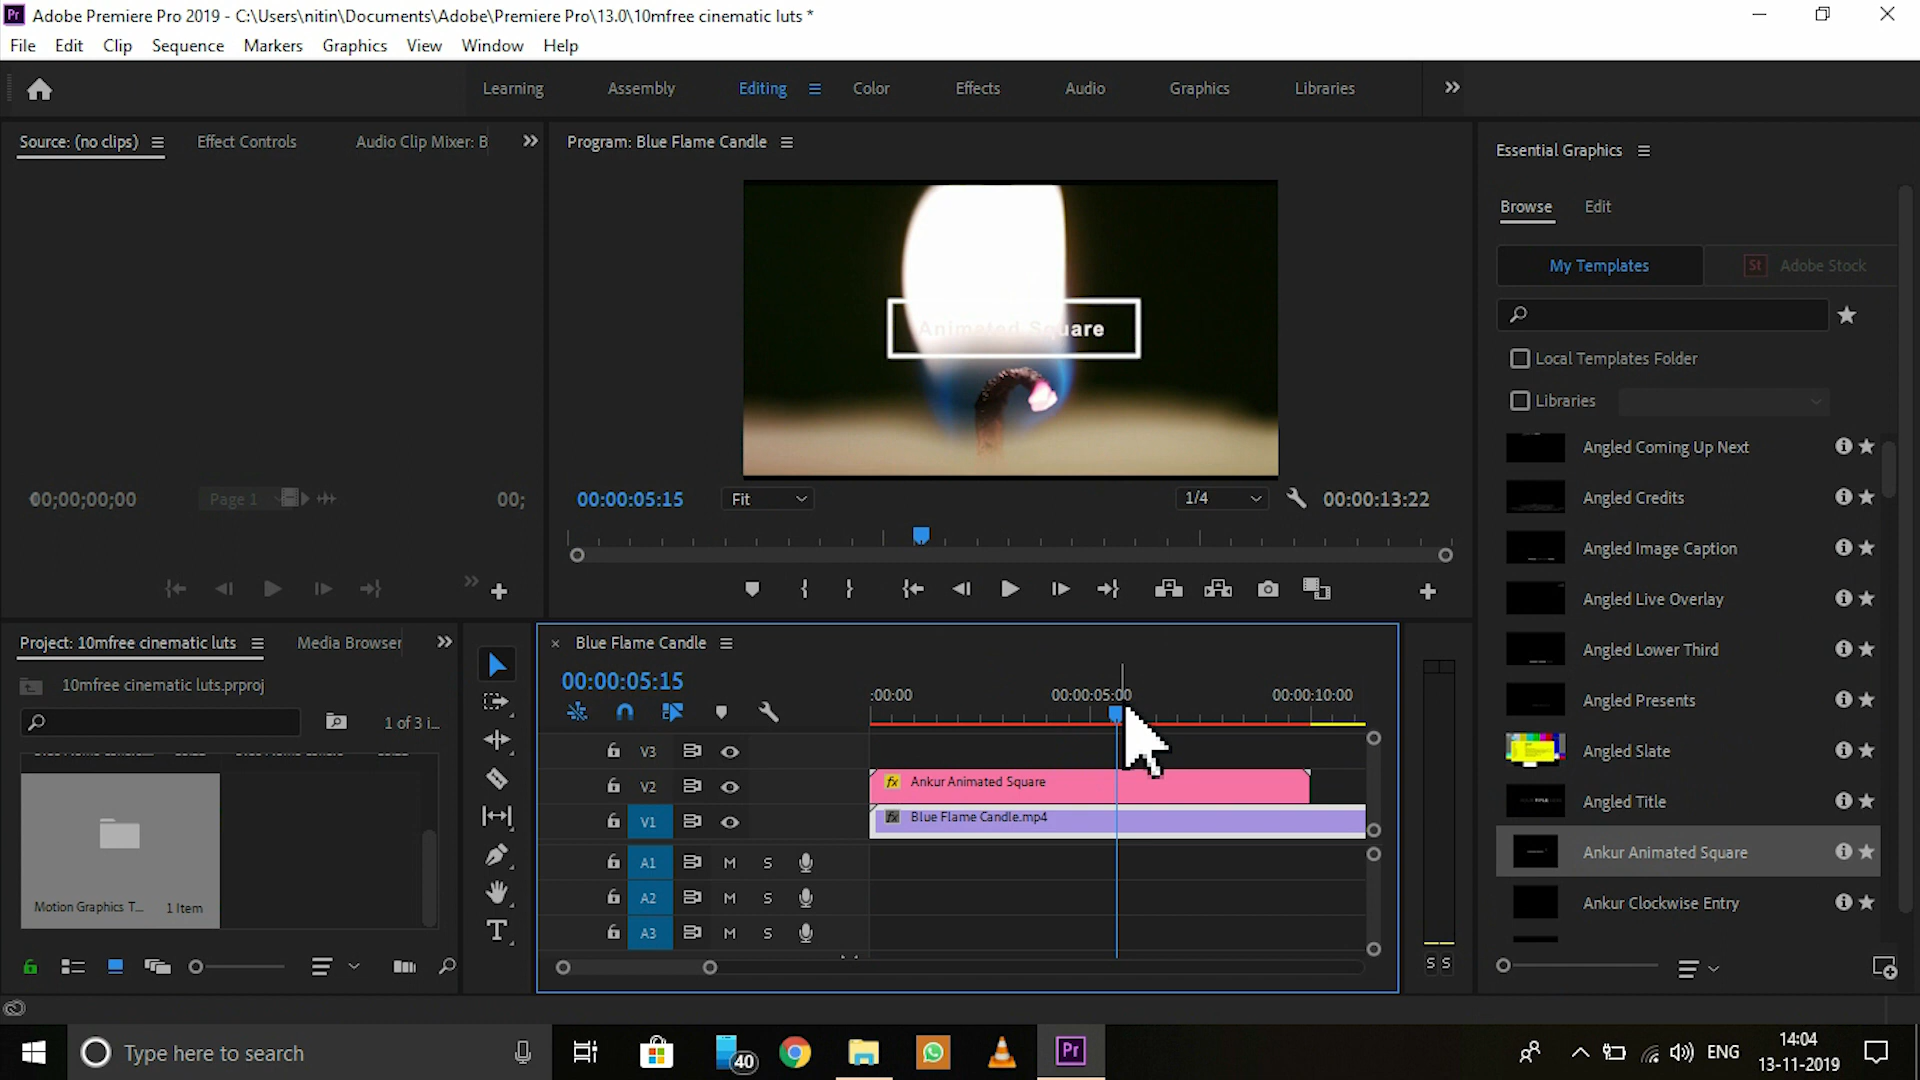 Pr Adobe Premiere Pro 2019 - C:\Users\nitin\Documents\Adobe\Premiere Pro\13.0\10mfree cinematic luts *
File Edit Clip Sequence Markers Graphics View Window Help
Learning Assembly Editing Color Effects Audio Graphics Libraries
Source: (no clips) Effect Controls Audio Clip Mixer: B
Program: Blue Flame Candle
Essential Graphics
Browse Edit
My Templates St Adobe Stock
Animated Square
Local Templates Folder
Libraries
Angled Coming Up Next
Angled Credits
Angled Image Caption
Angled Live Overlay
Angled Lower Third
Angled Presents
Angled Slate
Angled Title
Ankur Animated Square
Ankur Clockwise Entry
00;00;00;00 Page 1 00;
00:00:05:15 Fit 1/4 00:00:13:22
Project: 10mfree cinematic luts Media Browser
10mfree cinematic luts.prproj
1 of 3 i...
Motion Graphics T... 1 Item
Blue Flame Candle
00:00:05:15
:00:00 00:00:05:00 00:00:10:00
V3
V2 Ankur Animated Square
V1 Blue Flame Candle.mp4
A1 M S
A2 M S
A3 M S
S S
Type here to search
40
Pr
ENG
14:04
13-11-2019